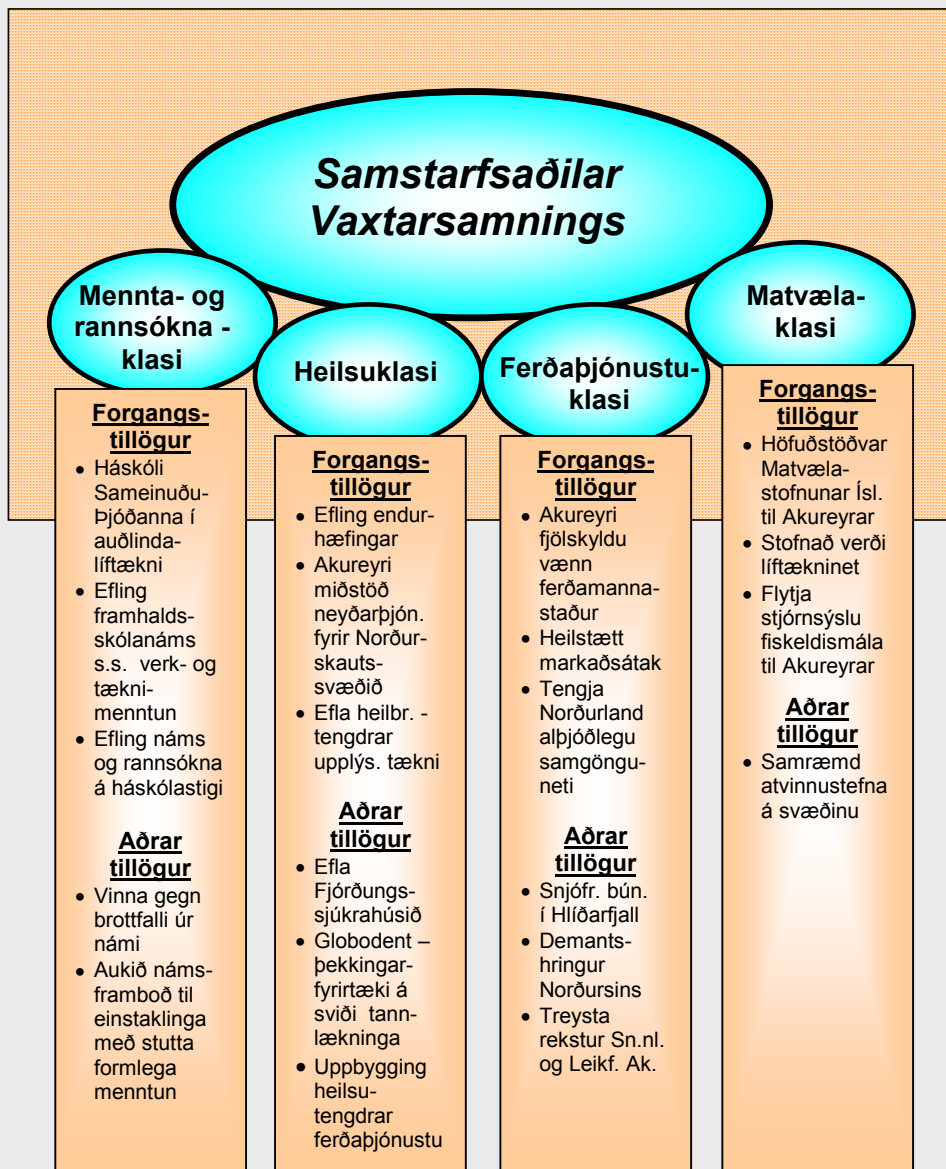 Samstarfsaðilar
Vaxtarsamnings
Mennta- og
rannsókna -
klasi
Forgangs-
tillögur
• Háskóli
Sameinuðu-
Þjóðanna í
auðlinda-
líftækni
• Efling
framhalds-
skólanáms
s.s. verk- og
tækni-
menntun
• Efling náms
og rannsókna
á háskólastigi
Aðrar
tillögur
• Vinna gegn
brottfalli úr
námi
• Aukið náms-
framboð til
einstaklinga
með stutta
formlega
menntun
Heilsuklasi
Forgangs-
tillögur
• Efling endur-
hæfingar
• Akureyri
miðstöð
neyðarþjón.
fyrir Norður-
skauts-
svæðið
• Efla heilbr. -
tengdrar
upplýs. tækni
Aðrar
tillögur
• Efla
Fjórðungs-
sjúkrahúsið
• Globodent –
þekkingar-
fyrirtæki á
sviði tann-
lækninga
• Uppbygging
heilsu-
tengdrar
ferðaþjónustu
Ferðaþjónustu-
klasi
Forgangs-
tillögur
• Akureyri
fjölskyldu
vænn
ferðamanna-
staður
• Heilstætt
markaðsátak
• Tengja
Norðurland
alþjóðlegu
samgöngu-
neti
Aðrar
tillögur
• Snjófr. bún.
í Hlíðarfjall
• Demants-
hringur
Norðursins
• Treysta
rekstur Sn.nl.
og Leikf. Ak.
Matvæla-
klasi
Forgangs-
tillögur
• Höfuðstöðvar
Matvæla-
stofnunar Ísl.
til Akureyrar
• Stofnað verði
líftækninet
• Flytja
stjórnsýslu
fiskeldismála
til Akureyrar
Aðrar
tillögur
• Samræmd
atvinnustefna
á svæðinu